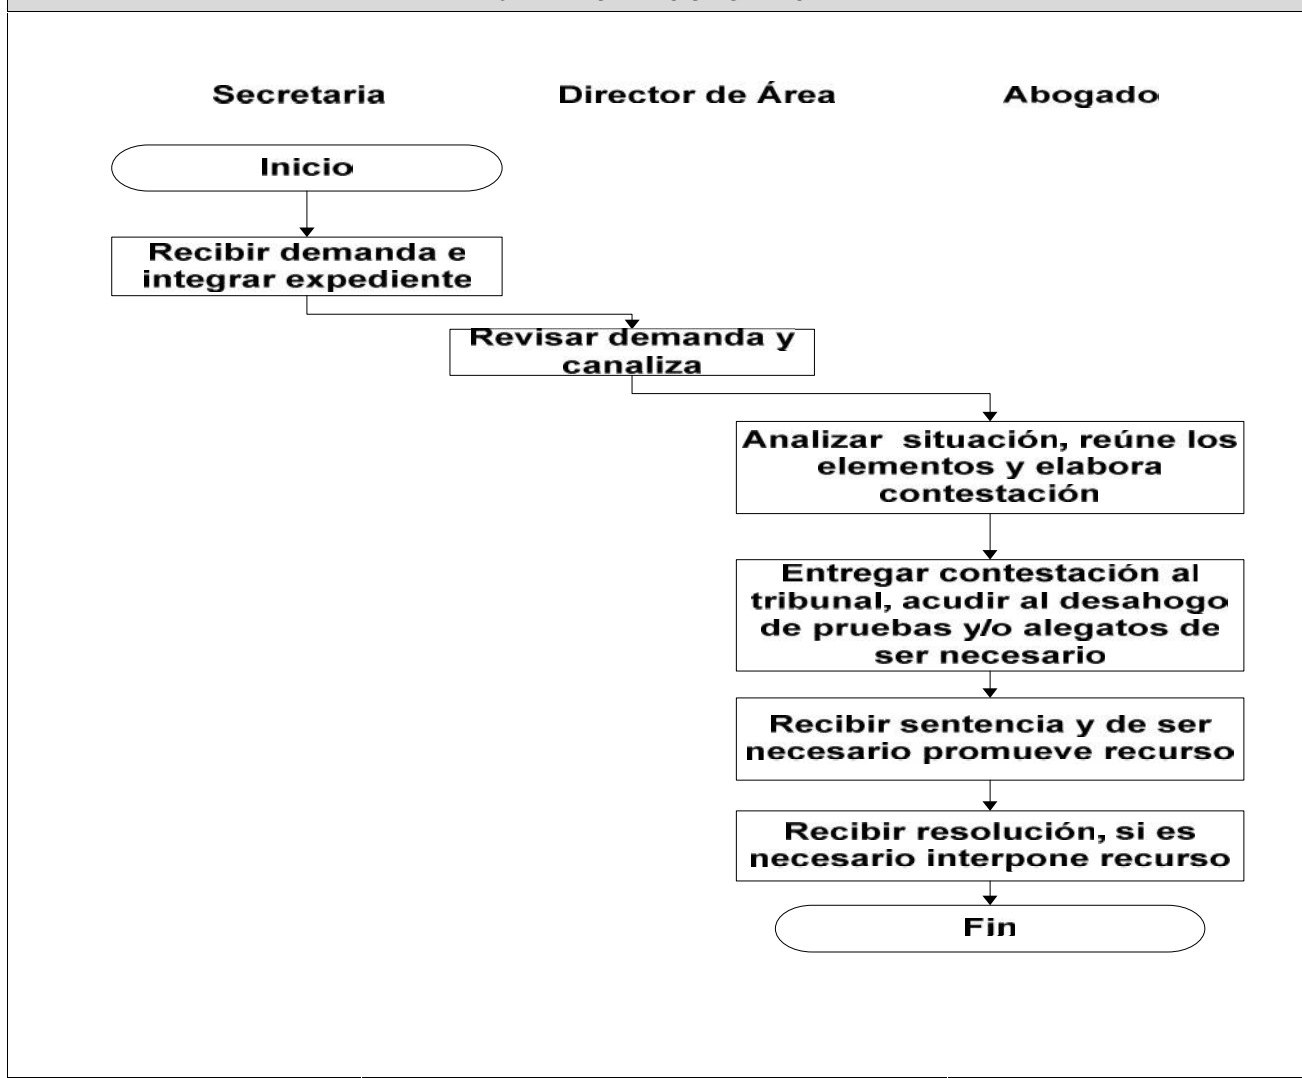 Secretaria Director de Área Abogado
Inicio
Recibir demanda e
integrar expediente
Revisar demanda y
canaliza
Analizar situación, reúne los
elementos y elabora
contestación
Entregar contestación al
tribunal, acudir al desahogo
de pruebas y/o alegatos de
ser necesario
Recibir sentencia y de ser
necesario promueve recurso
Recibir resolución, si es
necesario interpone recurso
Fin